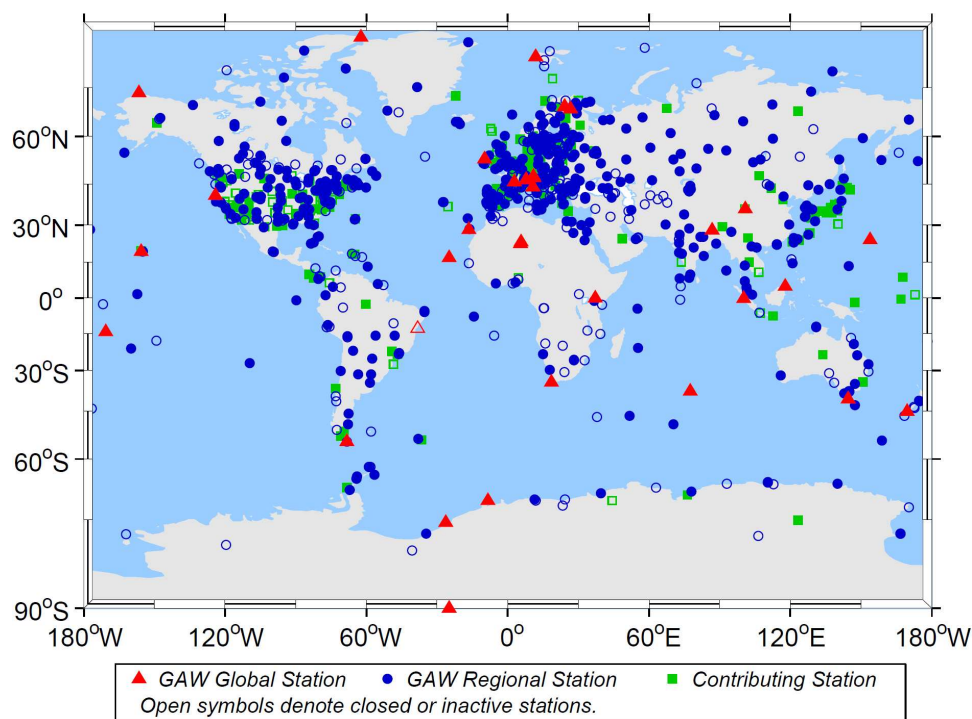 60°N
30°N
0°
30°S
60°S
90°S
180°W 120°W 60°W 0° 60°E 120°E 180°W
GAW Global Station GAW Regional Station Contributing Station
Open symbols denote closed or inactive stations.